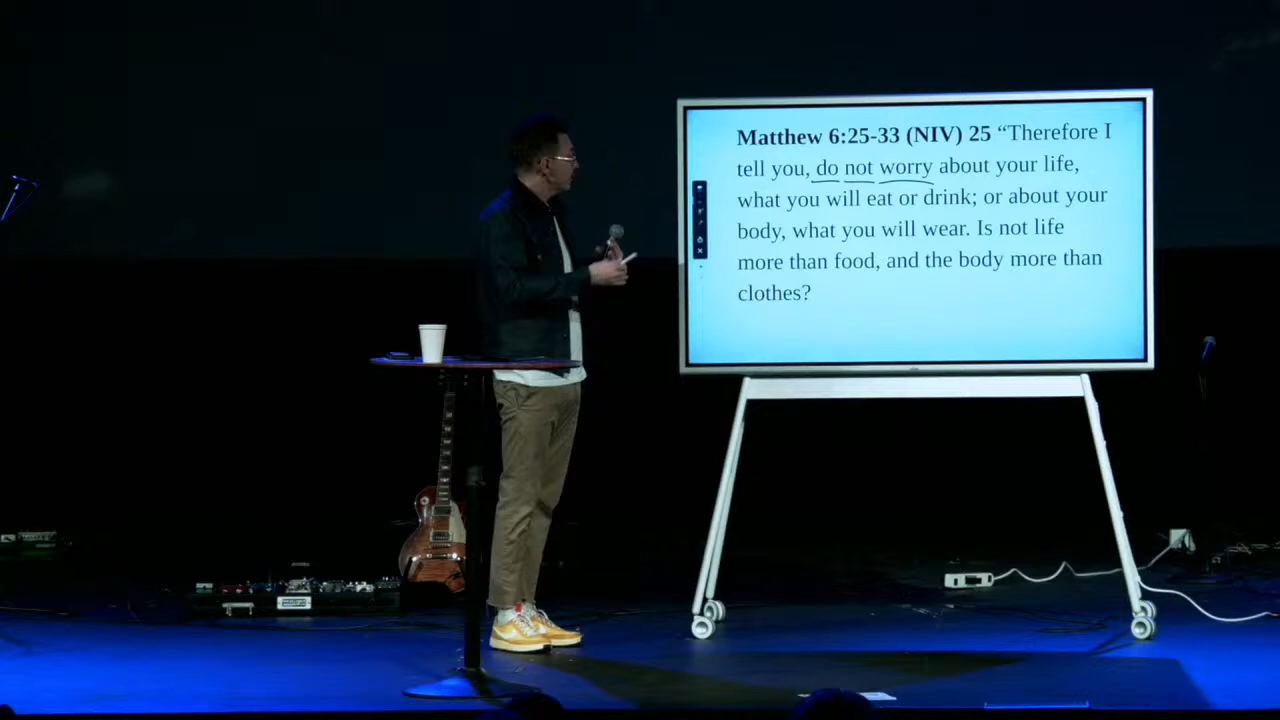 Matthew 6:25-33 (NIV) 25 “Therefore I
tell you, do not worry about your life,
what you will eat or drink; or about your
body, what you will wear. Is not life
more than food, and the body more than
clothes?